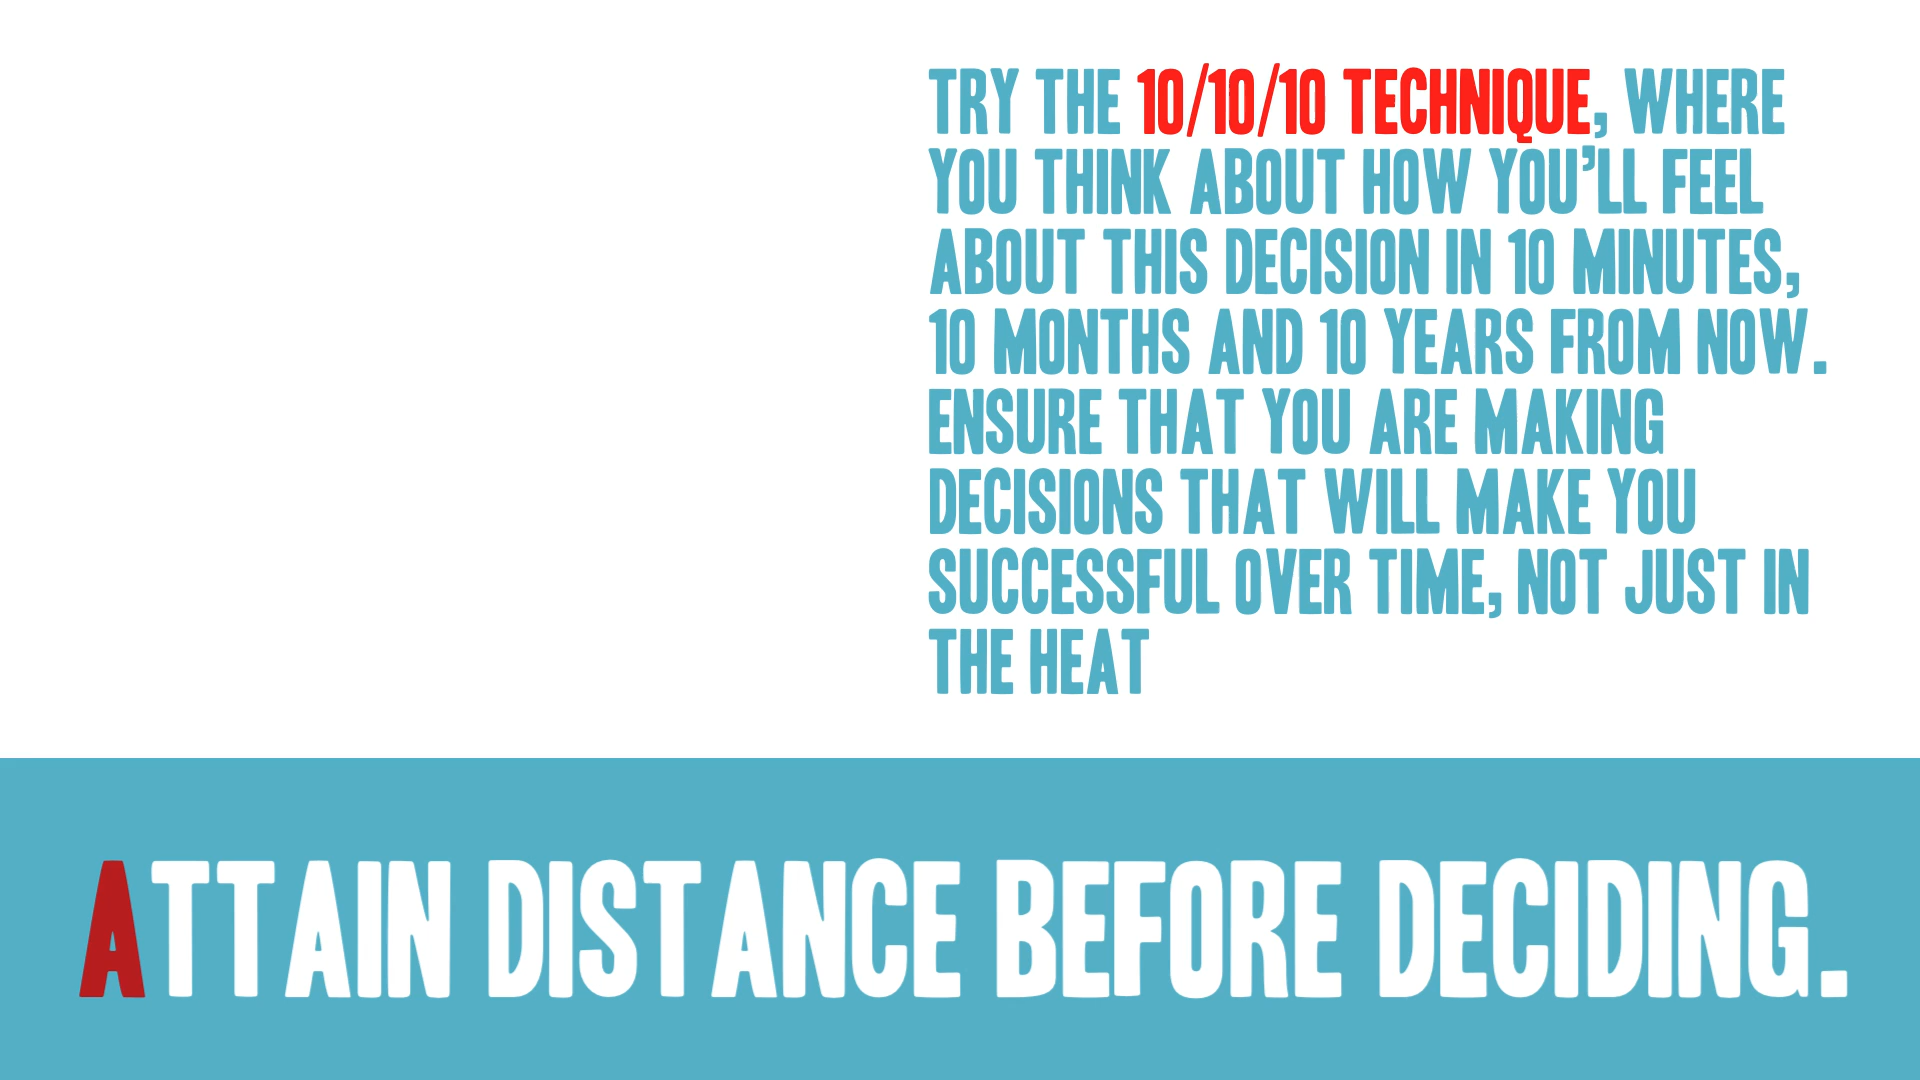 TRY THE 10/10/10 TECHNIQUE, WHERE
YOU THINK ABOUT HOW YOU’LL FEEL
ABOUT THIS DECISION IN 10 MINUTES,
10 MONTHS AND 10 YEARS FROM NOW.
ENSURE THAT YOU ARE MAKING
DECISIONS THAT WILL MAKE YOU
SUCCESSFUL OVER TIME, NOT JUST IN
THE HEAT
ATTAIN DISTANCE BEFORE DECIDING.